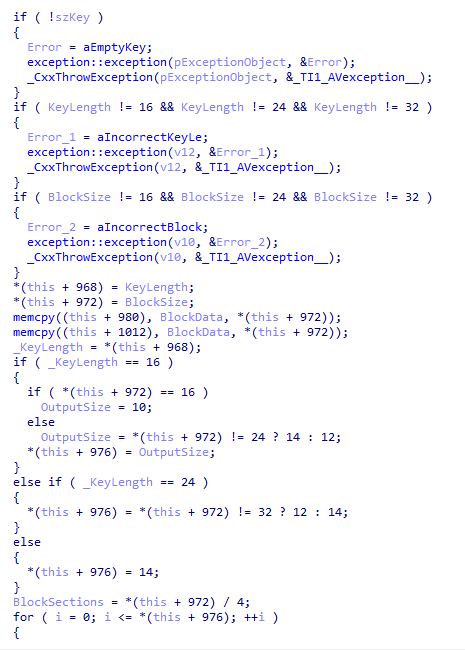 if ( !szKey )
{
  Error = aEmptyKey;
  exception::exception(pExceptionObject, &Error);
  _CxxThrowException(pExceptionObject, &_TI1_AVexception__);
}
if ( KeyLength != 16 && KeyLength != 24 && KeyLength != 32 )
{
  Error_1 = aIncorrectKeyLe;
  exception::exception(v12, &Error_1);
  _CxxThrowException(v12, &_TI1_AVexception__);
}
if ( BlockSize != 16 && BlockSize != 24 && BlockSize != 32 )
{
  Error_2 = aIncorrectBlock;
  exception::exception(v10, &Error_2);
  _CxxThrowException(v10, &_TI1_AVexception__);
}
*(this + 968) = KeyLength;
*(this + 972) = BlockSize;
memcpy((this + 980), BlockData, *(this + 972));
memcpy((this + 1012), BlockData, *(this + 972));
_KeyLength = *(this + 968);
if ( _KeyLength == 16 )
{
  if ( *(this + 972) == 16 )
    OutputSize = 10;
  else
    OutputSize = *(this + 972) != 24 ? 14 : 12;
  *(this + 976) = OutputSize;
}
else if ( _KeyLength == 24 )
{
  *(this + 976) = *(this + 972) != 32 ? 12 : 14;
}
else
{
  *(this + 976) = 14;
}
BlockSections = *(this + 972) / 4;
for ( i = 0; i <= *(this + 976); ++i )
{